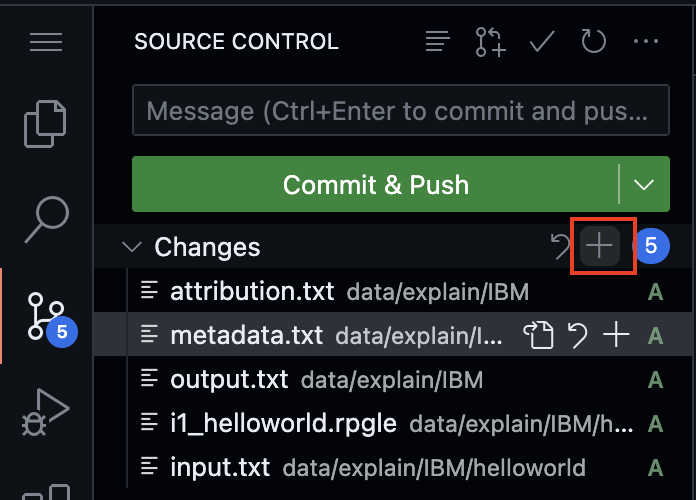 SOURCE CONTROL
Message (Ctrl+Enter to commit and pus...
Commit & Push
Changes 5
attribution.txt data/explain/IBM A
5
metadata.txt data/explain/I... A
output.txt data/explain/IBM A
i1_helloworld.rpgle data/explain/IBM/h... A
input.txt data/explain/IBM/helloworld A